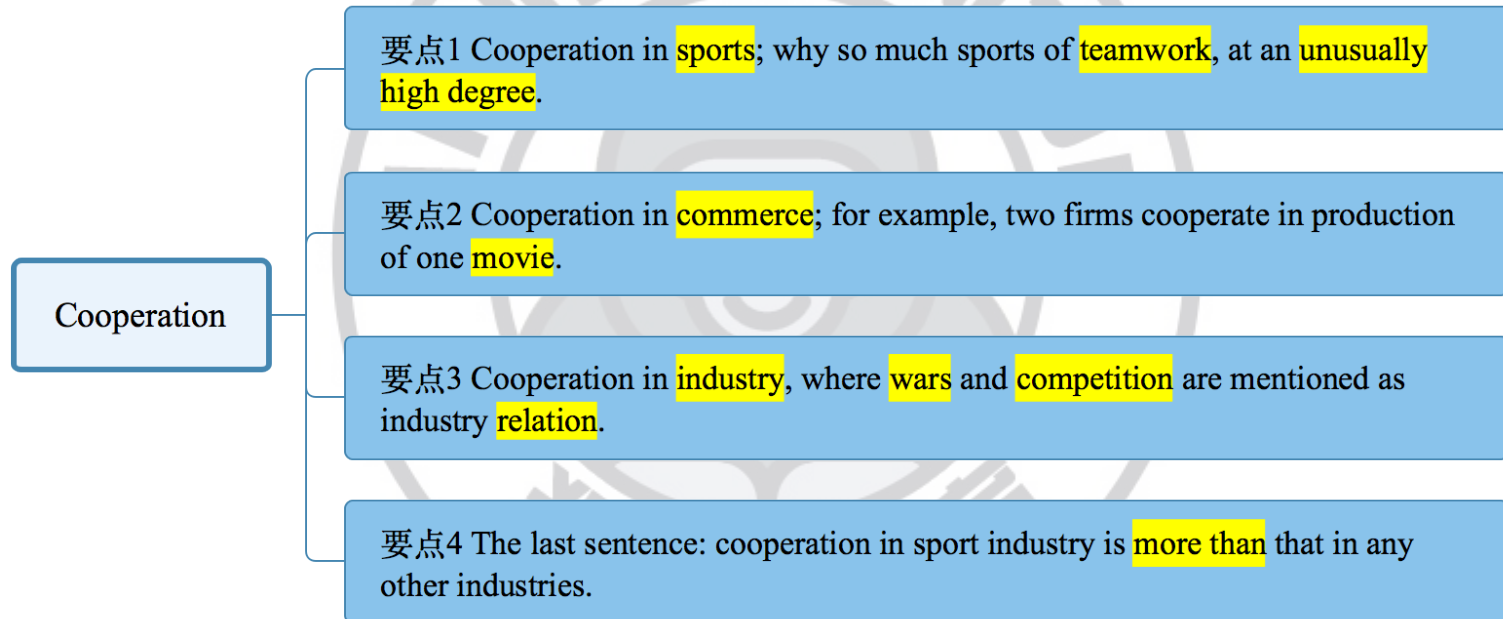 要点1 Cooperation in sports; why so much sports of teamwork, at an unusually
high degree.
要点2 Cooperation in commerce; for example, two firms cooperate in production
of one movie.
Cooperation
要点3 Cooperation in industry, where wars and competition are mentioned as
industry relation.
要点4 The last sentence: cooperation in sport industry is more than that in any
other industries.